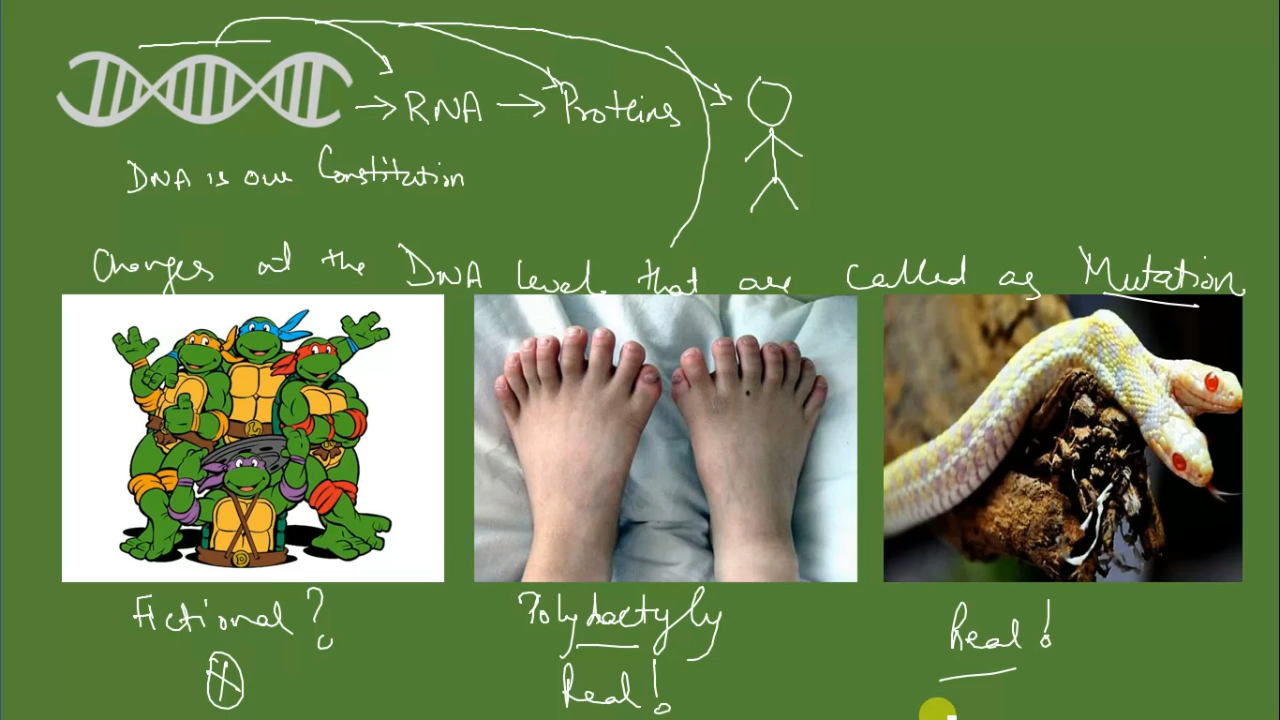 → RNA → Proteins
DNA is our Constitution
Changes at the DNA level that are called as Mutation
Fictional?
Polydactyly
Real!
Real!